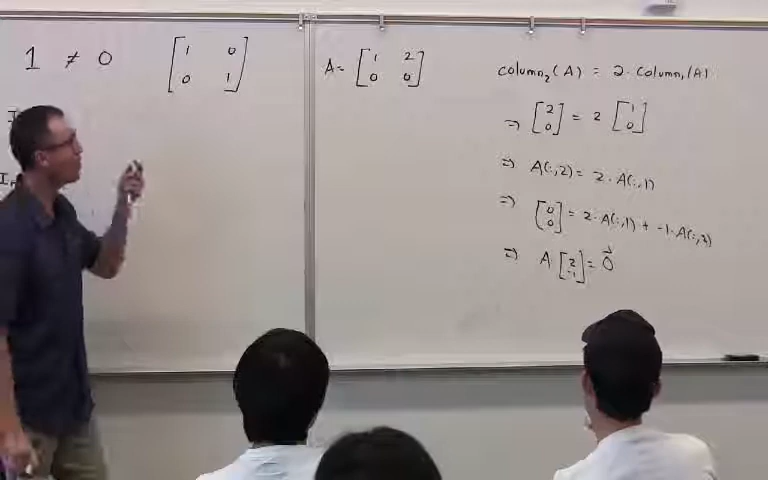 1 ≠ 0
[1 0
0 1]
A = [1 2
0 0]
column₂(A) = 2 · column₁(A)
⇒ [2
0] = 2 [1
0]
⇒ A(:,2) = 2 · A(:,1)
⇒ [0
0] = 2 · A(:,1) + -1 · A(:,2)
⇒ A · [2
-1] = 0⃗